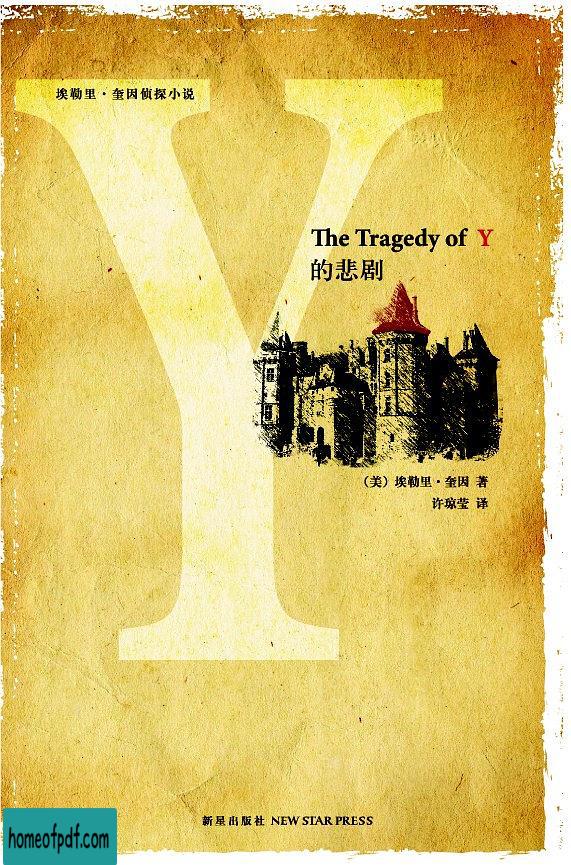 Y
埃勒里·奎因侦探小说
The Tragedy of Y
的悲剧
（美）埃勒里·奎因 著
许琼莹 译
新星出版社 NEW STAR PRESS
homeofpdf.com